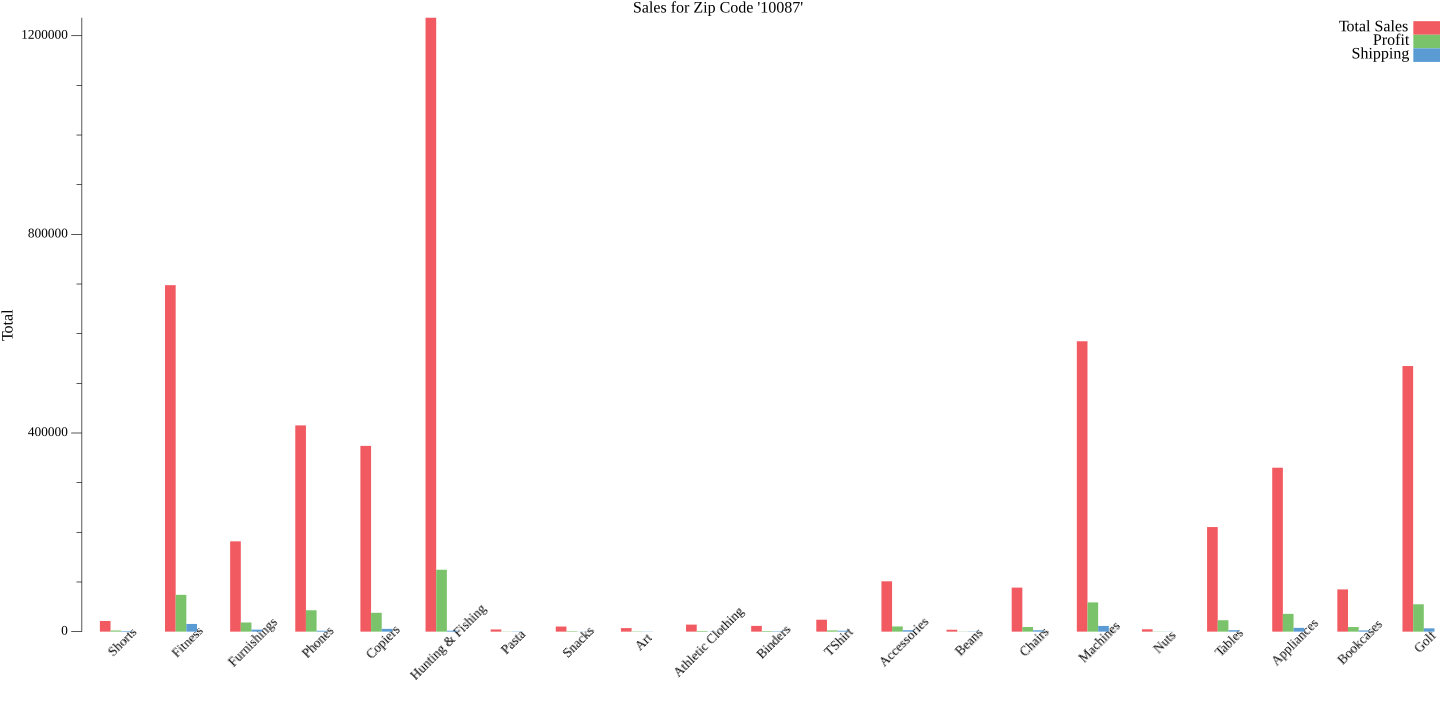 Sales for Zip Code '10087'
Total Sales
Profit
Shipping
1200000
800000
400000
0
Total
Shorts
Fitness
Furnishings
Phones
Copiers
Hunting & Fishing
Pasta
Snacks
Art
Athletic Clothing
Binders
TShirt
Accessories
Beans
Chairs
Machines
Nuts
Tables
Appliances
Bookcases
Golf